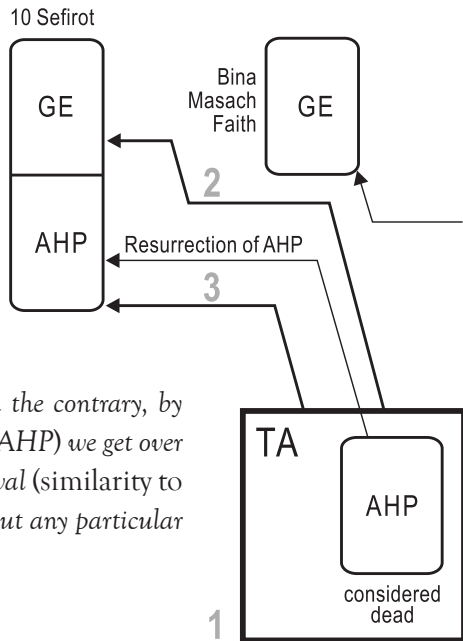 10 Sefirot
GE
AHP
Bina
Masach
Faith
GE
2
Resurrection of AHP
3
the contrary, by
AHP) we get over
val (similarity to
ut any particular
TA
AHP
considered
dead
1